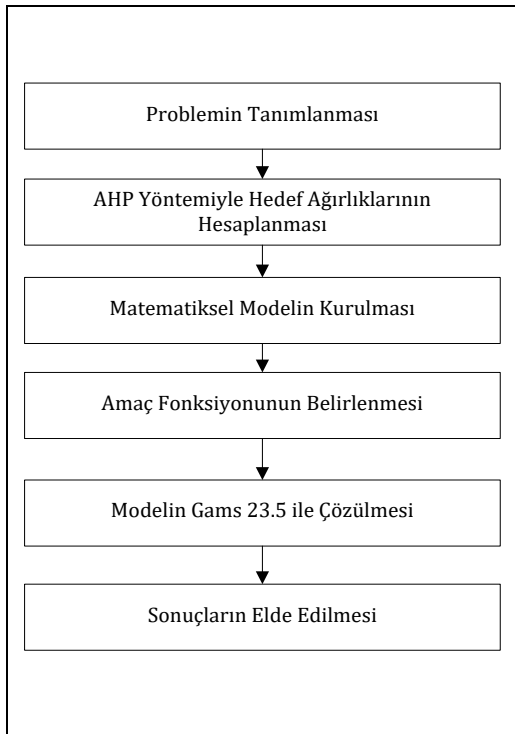 Problemin Tanımlanması
AHP Yöntemiyle Hedef Ağırlıklarının
Hesaplanması
Matematiksel Modelin Kurulması
Amaç Fonksiyonunun Belirlenmesi
Modelin Gams 23.5 ile Çözülmesi
Sonuçların Elde Edilmesi